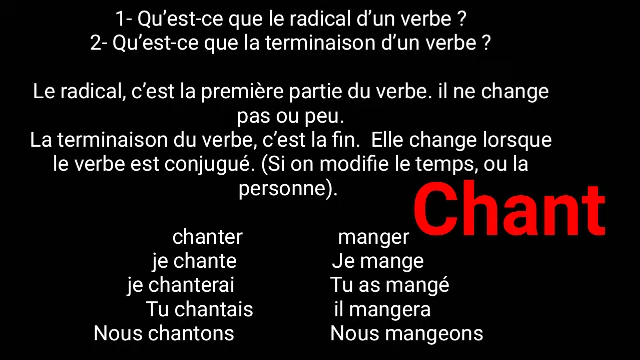 1- Qu’est-ce que le radical d’un verbe ?
2- Qu’est-ce que la terminaison d’un verbe ?
Le radical, c’est la première partie du verbe. il ne change
pas ou peu.
La terminaison du verbe, c’est la fin.  Elle change lorsque
le verbe est conjugué. (Si on modifie le temps, ou la
personne).
Chant
chanter manger
je chante Je mange
je chanterai Tu as mangé
Tu chantais il mangera
Nous chantons Nous mangeons